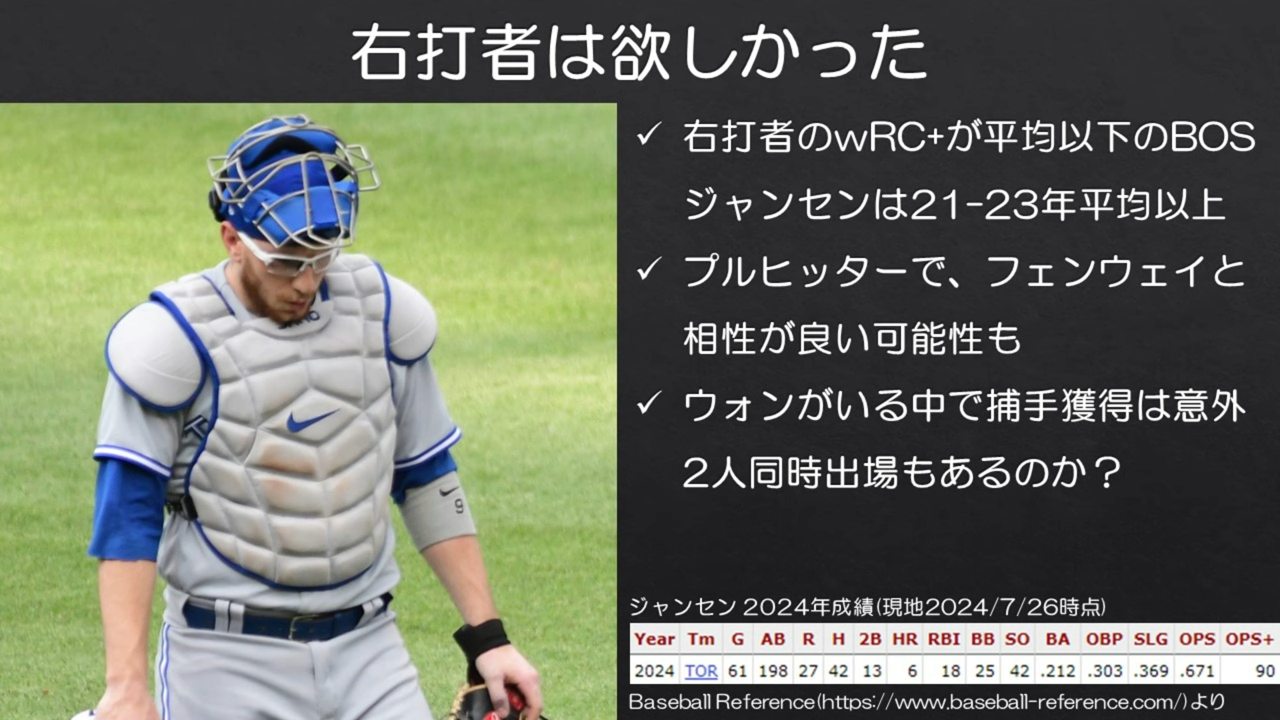 右打者は欲しかった
✓ 右打者のwRC+が平均以下のBOS
ジャンセンは21-23年平均以上
✓ プルヒッターで、フェンウェイと
相性が良い可能性も
✓ ウォンがいる中で捕手獲得は意外
2人同時出場もあるのか？
9
ジャンセン 2024年成績(現地2024/7/26時点)
Year Tm G AB R H 2B HR RBI BB SO BA OBP SLG OPS OPS+
2024 TOR 61 198 27 42 13 6 18 25 42 .212 .303 .369 .671 90
Baseball Reference(https://www.baseball-reference.com/)より